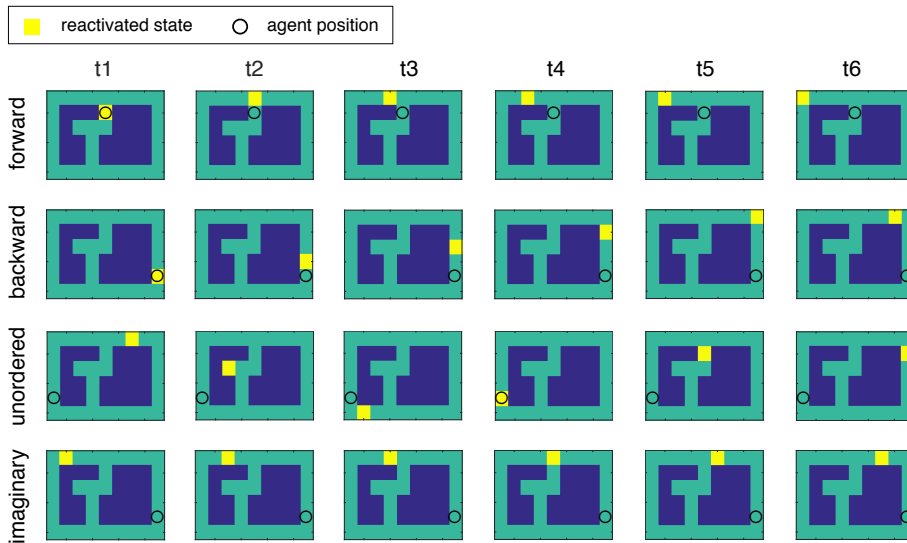 reactivated state
agent position
t1 t2 t3 t4 t5 t6
forward
backward
unordered
imaginary